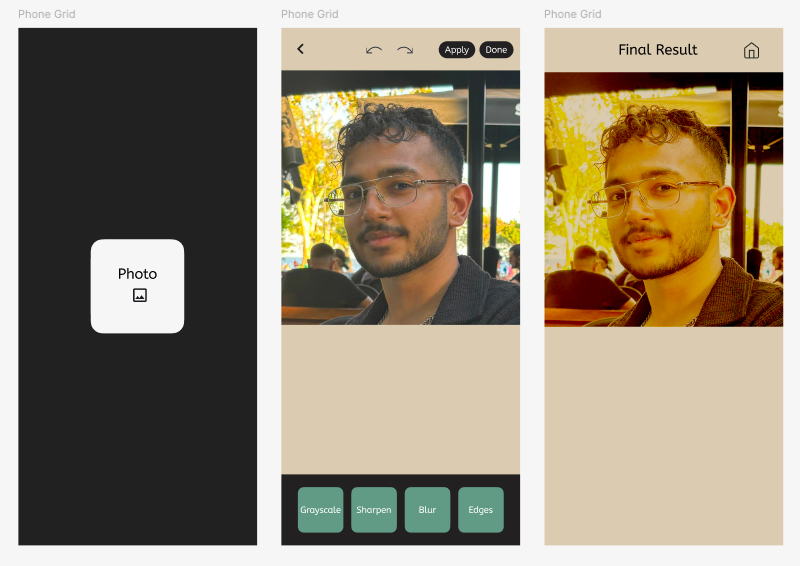 Phone Grid
Phone Grid
Phone Grid
Photo
Apply
Done
Final Result
Grayscale
Sharpen
Blur
Edges